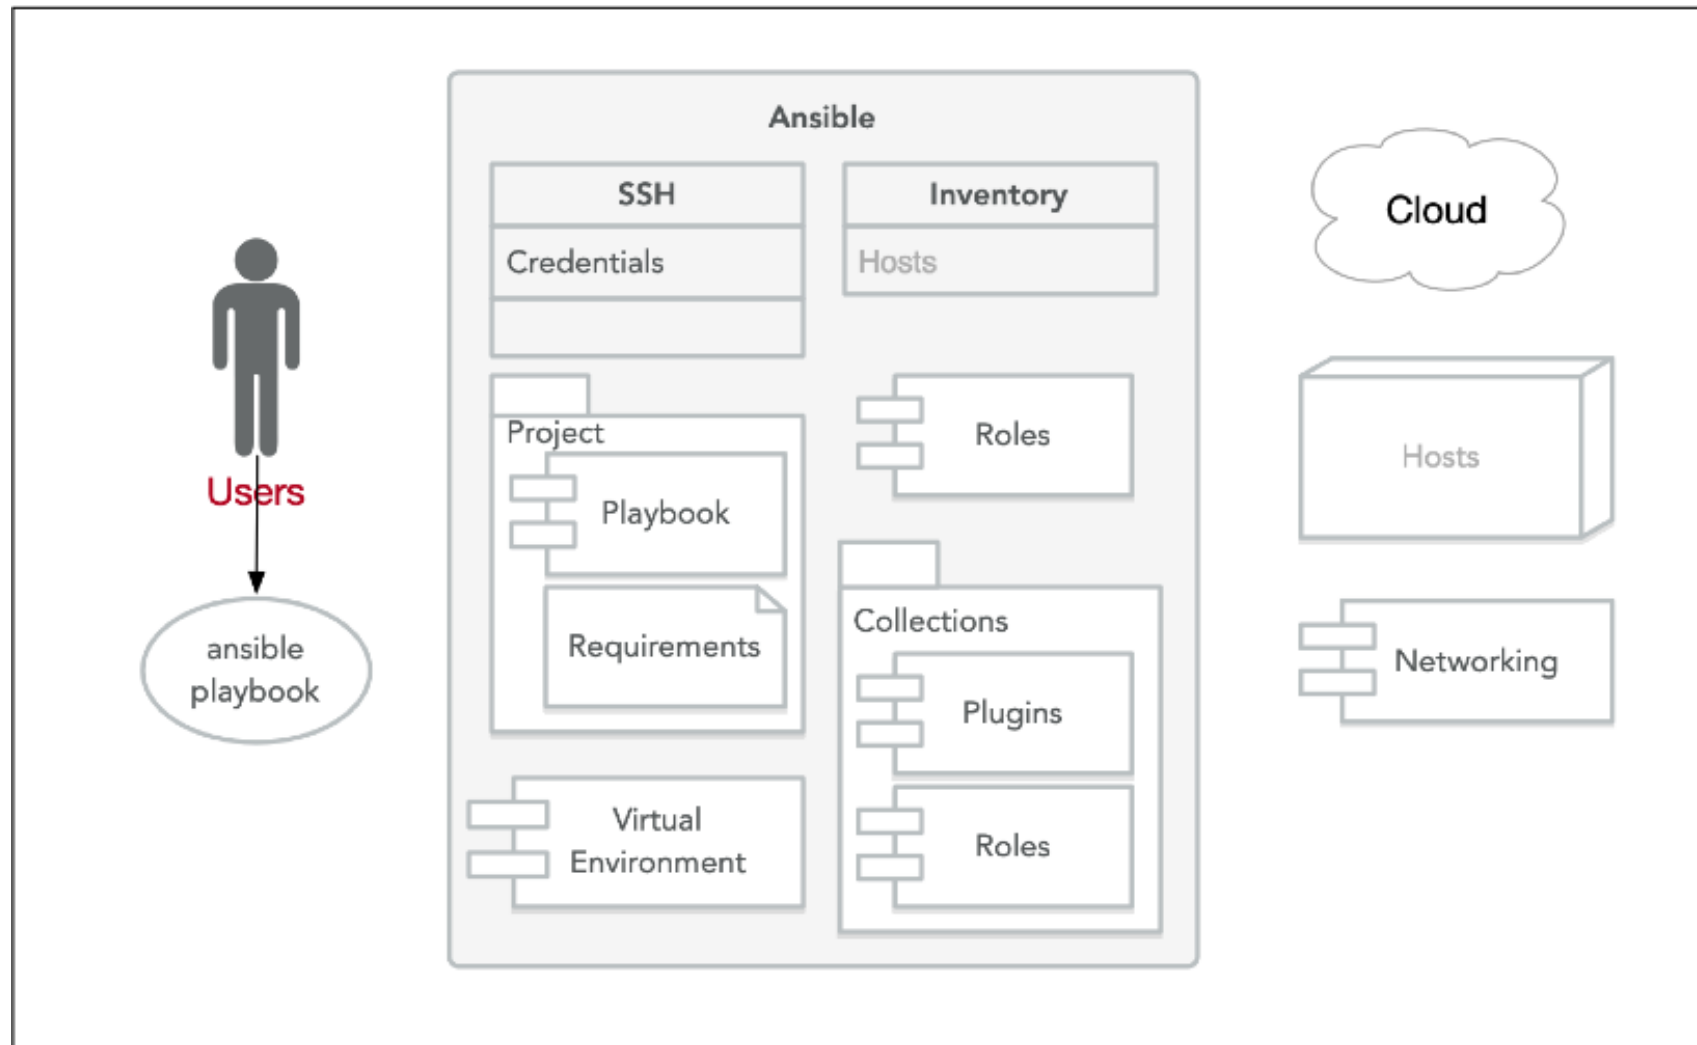 Ansible
SSH
Credentials
Inventory
Hosts
Project
Playbook
Requirements
Virtual
Environment
Roles
Collections
Plugins
Roles
Users
ansible
playbook
Cloud
Hosts
Networking